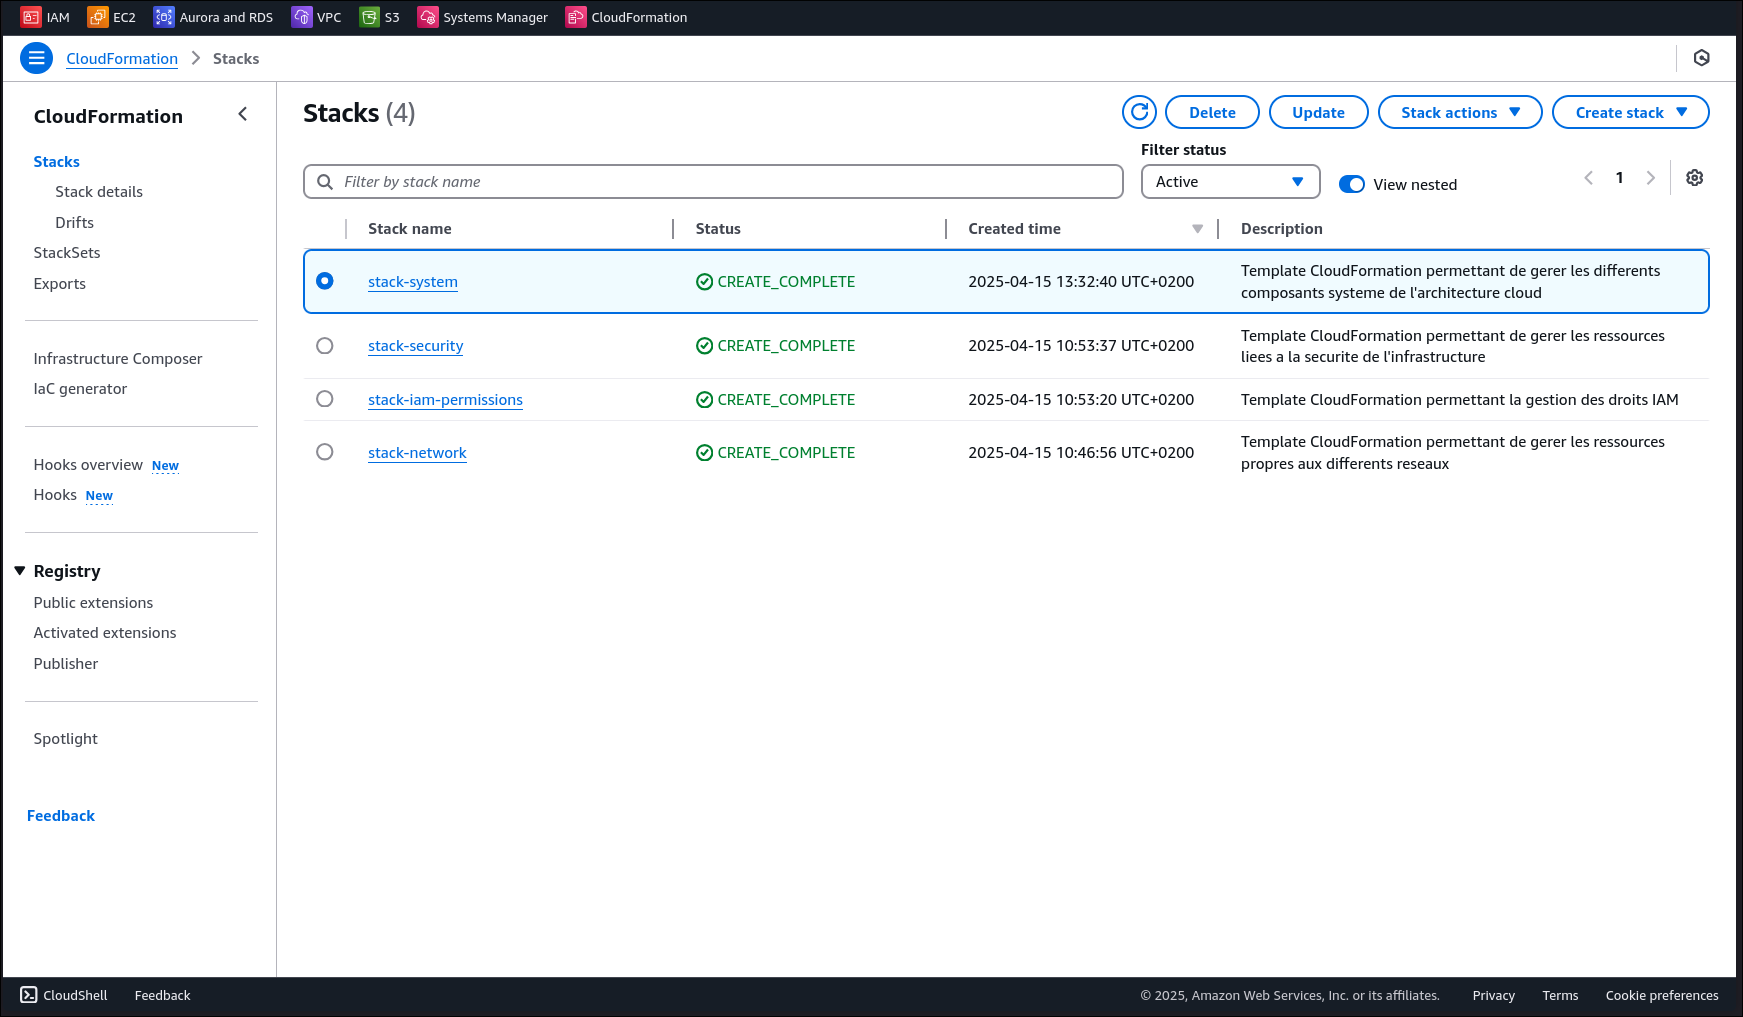 IAM EC2 Aurora and RDS VPC S3 Systems Manager CloudFormation
CloudFormation Stacks
CloudFormation
Stacks
Stack details
Drifts
StackSets
Exports
Infrastructure Composer
IaC generator
Hooks overview New
Hooks New
Registry
Public extensions
Activated extensions
Publisher
Spotlight
Feedback
Stacks (4)
Delete Update Stack actions Create stack
Filter status
Filter by stack name Active View nested 1
Stack name Status Created time Description
stack-system CREATE_COMPLETE 2025-04-15 13:32:40 UTC+0200 Template CloudFormation permettant de gerer les differents
composants systeme de l'architecture cloud
stack-security CREATE_COMPLETE 2025-04-15 10:53:37 UTC+0200 Template CloudFormation permettant de gerer les ressources
liees a la securite de l'infrastructure
stack-iam-permissions CREATE_COMPLETE 2025-04-15 10:53:20 UTC+0200 Template CloudFormation permettant la gestion des droits IAM
stack-network CREATE_COMPLETE 2025-04-15 10:46:56 UTC+0200 Template CloudFormation permettant de gerer les ressources
propres aux differents reseaux
CloudShell Feedback © 2025, Amazon Web Services, Inc. or its affiliates. Privacy Terms Cookie preferences